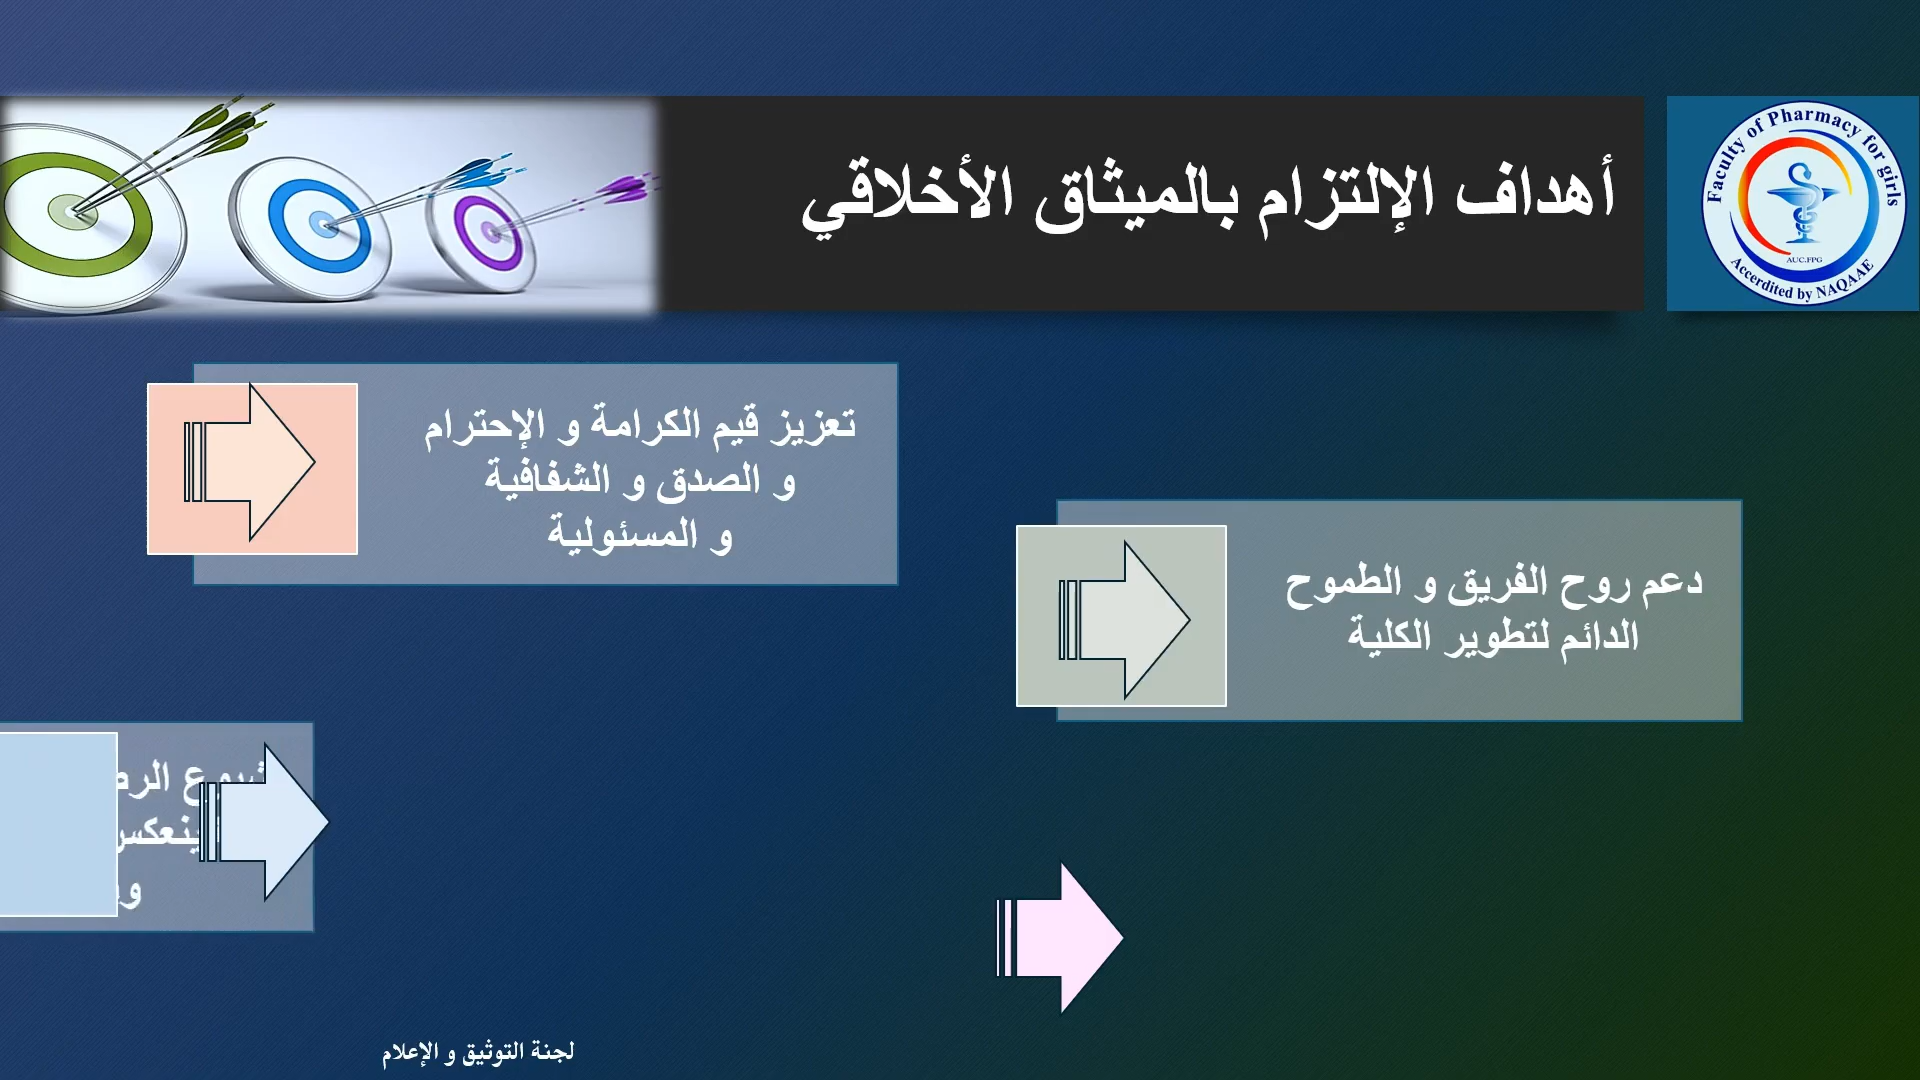 أهداف الإلتزام بالميثاق الأخلاقي
Faculty of Pharmacy for girls
AUC.FPG
Accerdited by NAQAAE
تعزيز قيم الكرامة و الإحترام
و الصدق و الشفافية
و المسئولية
دعم روح الفريق و الطموح
الدائم لتطوير الكلية
لجنة التوثيق و الإعلام